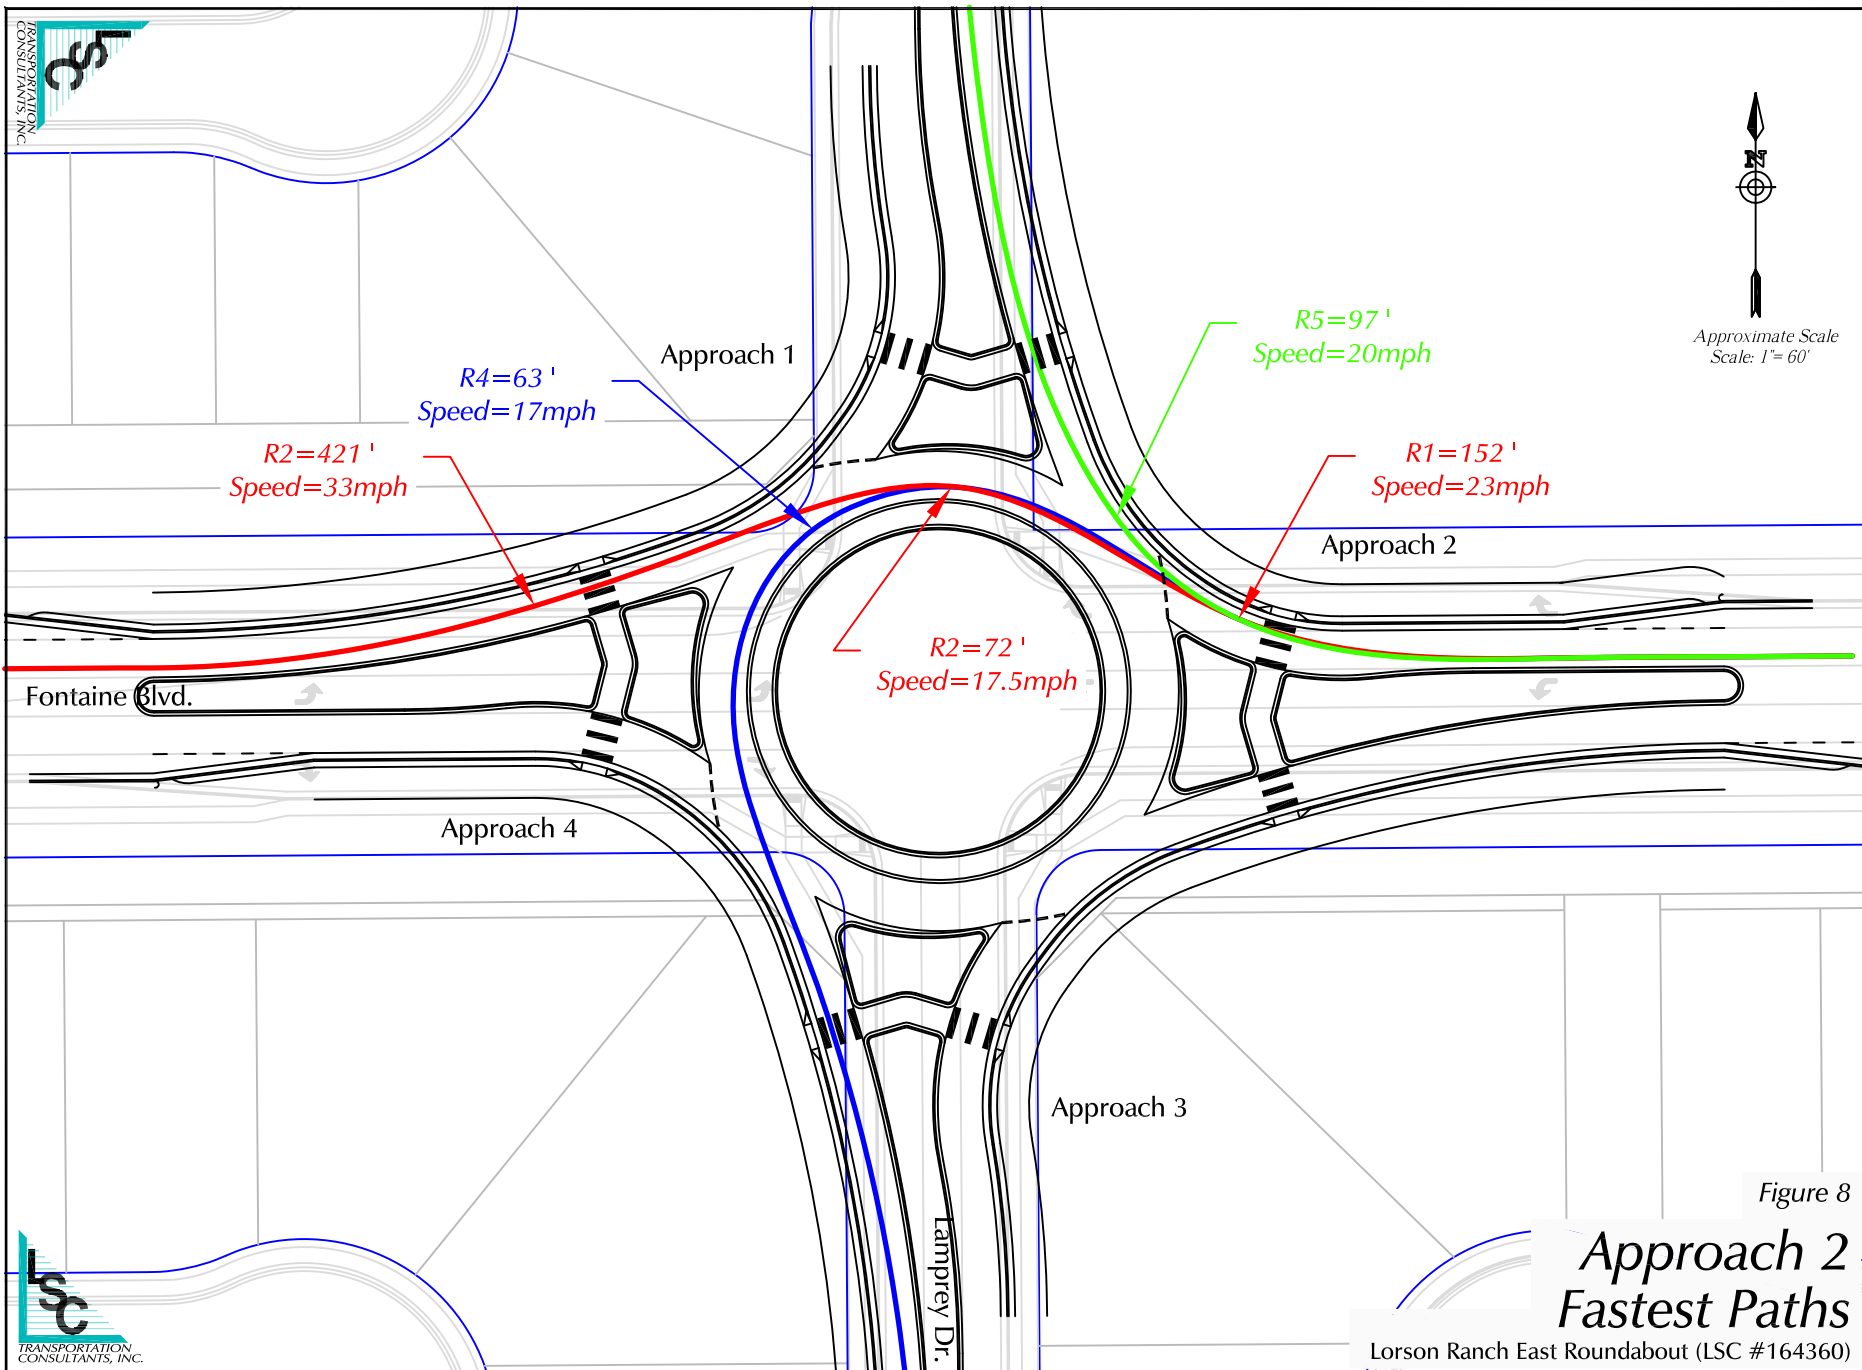 LSC
TRANSPORTATION
CONSULTANTS, INC.
N
Approximate Scale
Scale: 1"= 60'
R5=97 '
Speed=20mph
Approach 1
R4=63 '
Speed=17mph
R2=421 '
Speed=33mph
R1=152 '
Speed=23mph
Approach 2
R2=72 '
Speed=17.5mph
Fontaine Blvd.
Approach 4
Approach 3
Lamprey Dr.
Figure 8
Approach 2
Fastest Paths
Lorson Ranch East Roundabout (LSC #164360)
LSC
TRANSPORTATION
CONSULTANTS, INC.